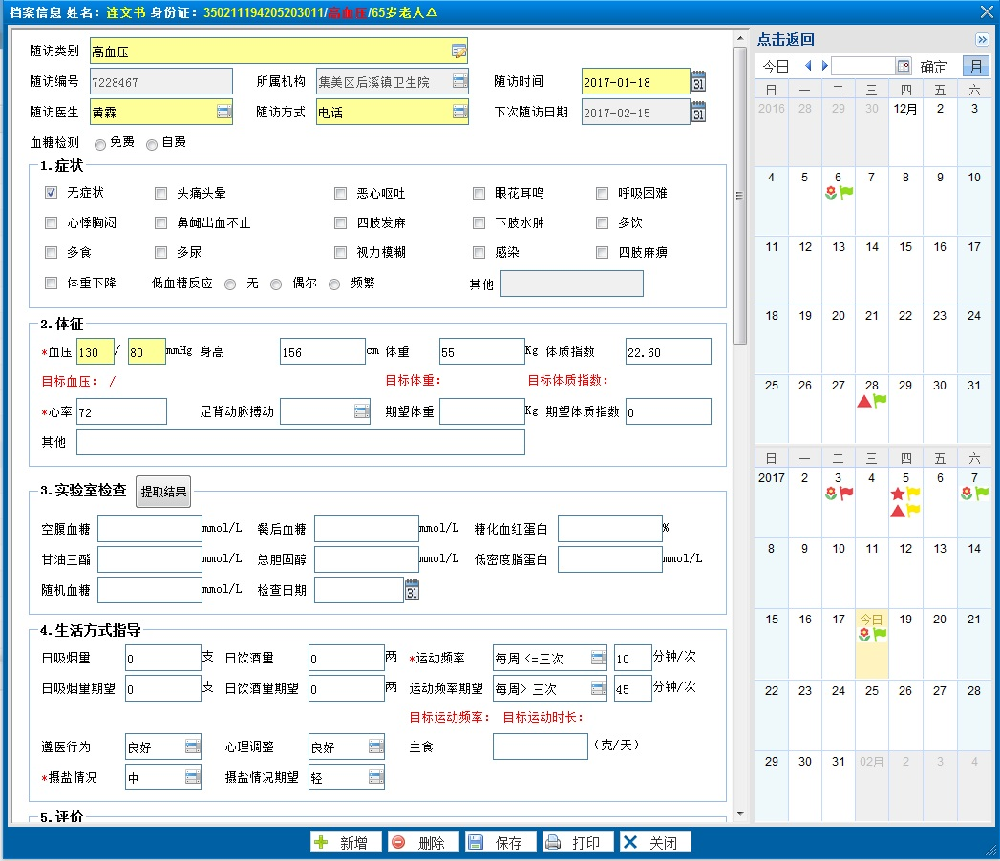 档案信息 姓名：连文书 身份证：350211194205203011/高血压/65岁老人△
随访类别 高血压
随访编号 7228467 所属机构 集美区后溪镇卫生院 随访时间 2017-01-18
随访医生 黄霖 随访方式 电话 下次随访日期 2017-02-15
血糖检测 免费 自费
1.症状
无症状 头痛头晕 恶心呕吐 眼花耳鸣 呼吸困难
心悸胸闷 鼻衄出血不止 四肢发麻 下肢水肿 多饮
多食 多尿 视力模糊 感染 四肢麻痹
体重下降 低血糖反应 无 偶尔 频繁 其他
2.体征
*血压 130 / 80 mmHg 身高 156 cm 体重 55 Kg 体质指数 22.60
目标血压： / 目标体重： 目标体质指数：
*心率 72 足背动脉搏动 期望体重 Kg 期望体质指数 0
其他
3.实验室检查 提取结果
空腹血糖 mmol/L 餐后血糖 mmol/L 糖化血红蛋白 %
甘油三酯 mmol/L 总胆固醇 mmol/L 低密度脂蛋白 mmol/L
随机血糖 mmol/L 检查日期 31
4.生活方式指导
日吸烟量 0 支 日饮酒量 0 两 *运动频率 每周 <=三次 10 分钟/次
日吸烟量期望 0 支 日饮酒量期望 0 两 运动频率期望 每周> 三次 45 分钟/次
目标运动频率： 目标运动时长：
遵医行为 良好 心理调整 良好 主食 (克/天)
*摄盐情况 中 摄盐情况期望 轻
5.评价
新增 删除 保存 打印 关闭
点击返回
今日 确定 月
日 一 二 三 四 五 六
2016 28 29 30 12月 2 3
4 5 6 7 8 9 10
11 12 13 14 15 16 17
18 19 20 21 22 23 24
25 26 27 28 29 30 31
日 一 二 三 四 五 六
2017 2 3 4 5 6 7
8 9 10 11 12 13 14
15 16 17 今日 19 20 21
22 23 24 25 26 27 28
29 30 31 02月 2 3 4